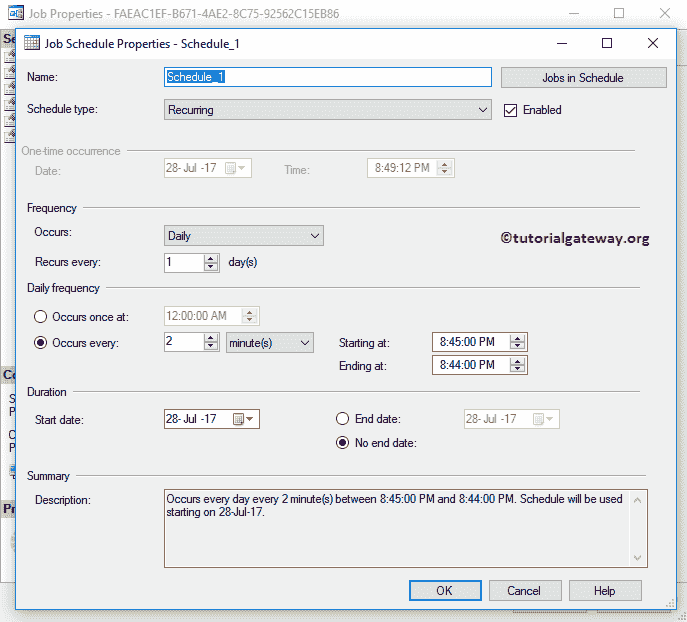 Job Properties - FAEAC1EF-B671-4AE2-8C75-92562C15EB86
Se
Job Schedule Properties - Schedule_1
Name: Schedule_1 Jobs in Schedule
Schedule type: Recurring Enabled
One-time occurrence
Date: 28- Jul -17 Time: 8:49:12 PM
Frequency
Occurs: Daily
©tutorialgateway.org
Recurs every: 1 day(s)
Daily frequency
Occurs once at: 12:00:00 AM
Occurs every: 2 minute(s) Starting at: 8:45:00 PM
Ending at: 8:44:00 PM
Co
Duration
S
P
Start date: 28- Jul -17 End date: 28- Jul -17
No end date:
P
Summary
Description: Occurs every day every 2 minute(s) between 8:45:00 PM and 8:44:00 PM. Schedule will be used
starting on 28-Jul-17.
Pr
OK Cancel Help